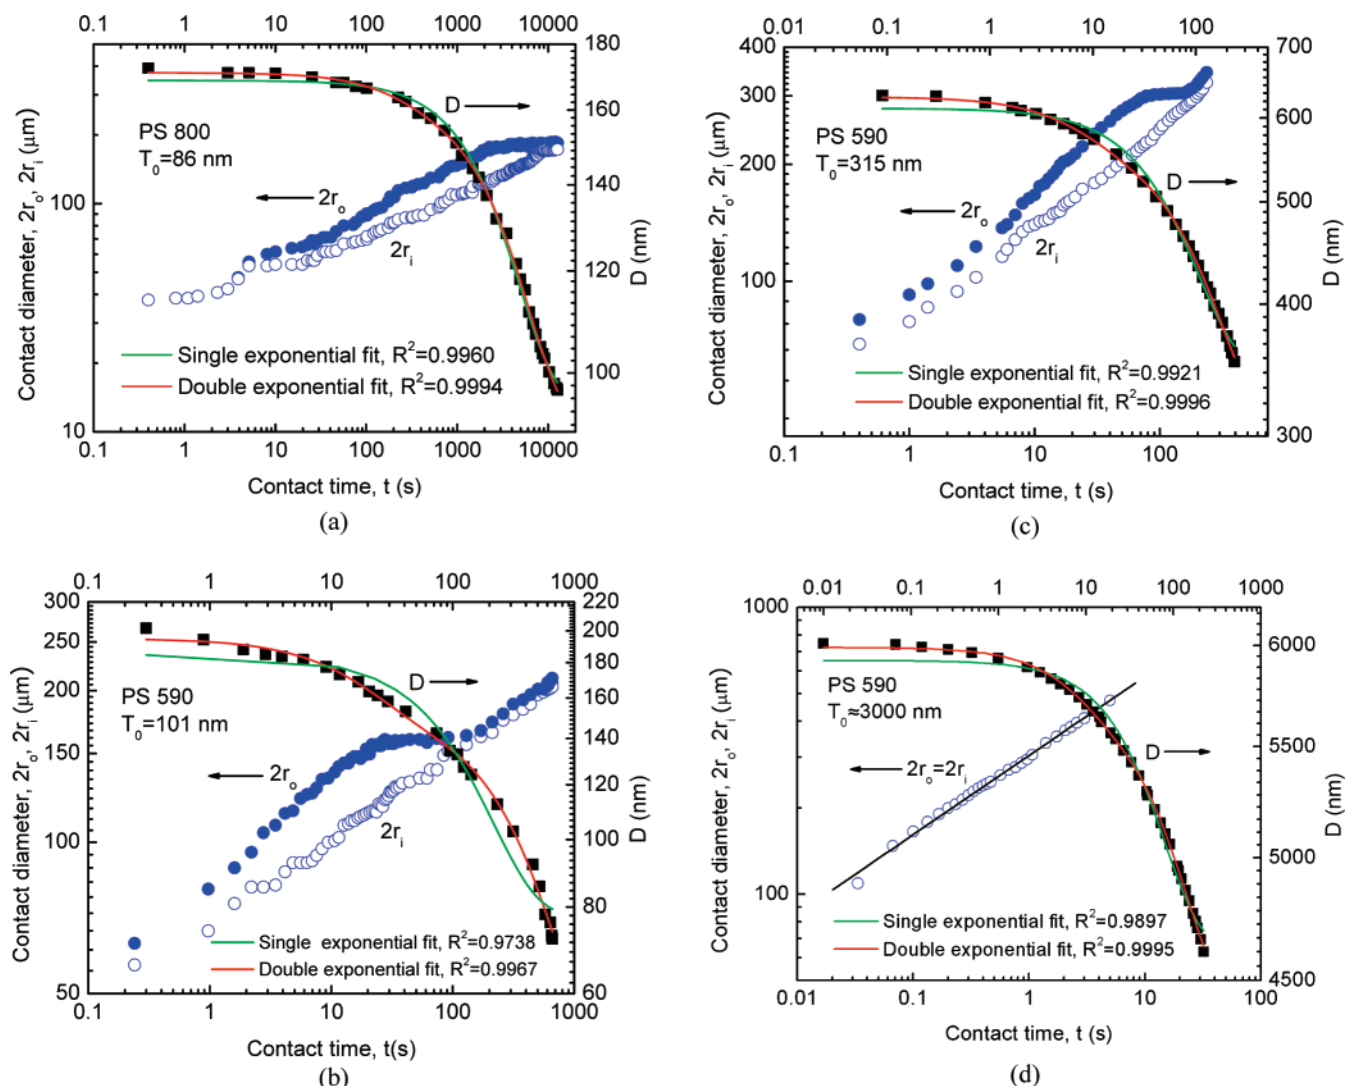 0.1 1 10 100 1000 10000
180
160
140
120
100
D (nm)
100
10
Contact diameter, 2ro, 2ri (μm)
D
PS 800
T0=86 nm
2ro
2ri
Single exponential fit, R2=0.9960
Double exponential fit, R2=0.9994
0.1 1 10 100 1000 10000
Contact time, t (s)
(a)
0.01 0.1 1 10 100
400
300
200
100
Contact diameter, 2ro, 2ri (μm)
700
600
500
400
300
D (nm)
PS 590
T0=315 nm
D
2ro
2ri
Single exponential fit, R2=0.9921
Double exponential fit, R2=0.9996
0.1 1 10 100
Contact time, t (s)
(c)
0.1 1 10 100 1000
300
250
200
150
100
50
Contact diameter, 2ro, 2ri (μm)
220
200
180
160
140
120
100
80
60
D (nm)
D
PS 590
T0=101 nm
2ro
2ri
Single exponential fit, R2=0.9738
Double exponential fit, R2=0.9967
0.1 1 10 100 1000
Contact time, t(s)
(b)
0.01 0.1 1 10 100 1000
1000
100
Contact diameter, 2ro, 2ri (μm)
6000
5500
5000
4500
D (nm)
PS 590
T0≈3000 nm
D
2ro=2ri
Single exponential fit, R2=0.9897
Double exponential fit, R2=0.9995
0.01 0.1 1 10 100
Contact time, t (s)
(d)